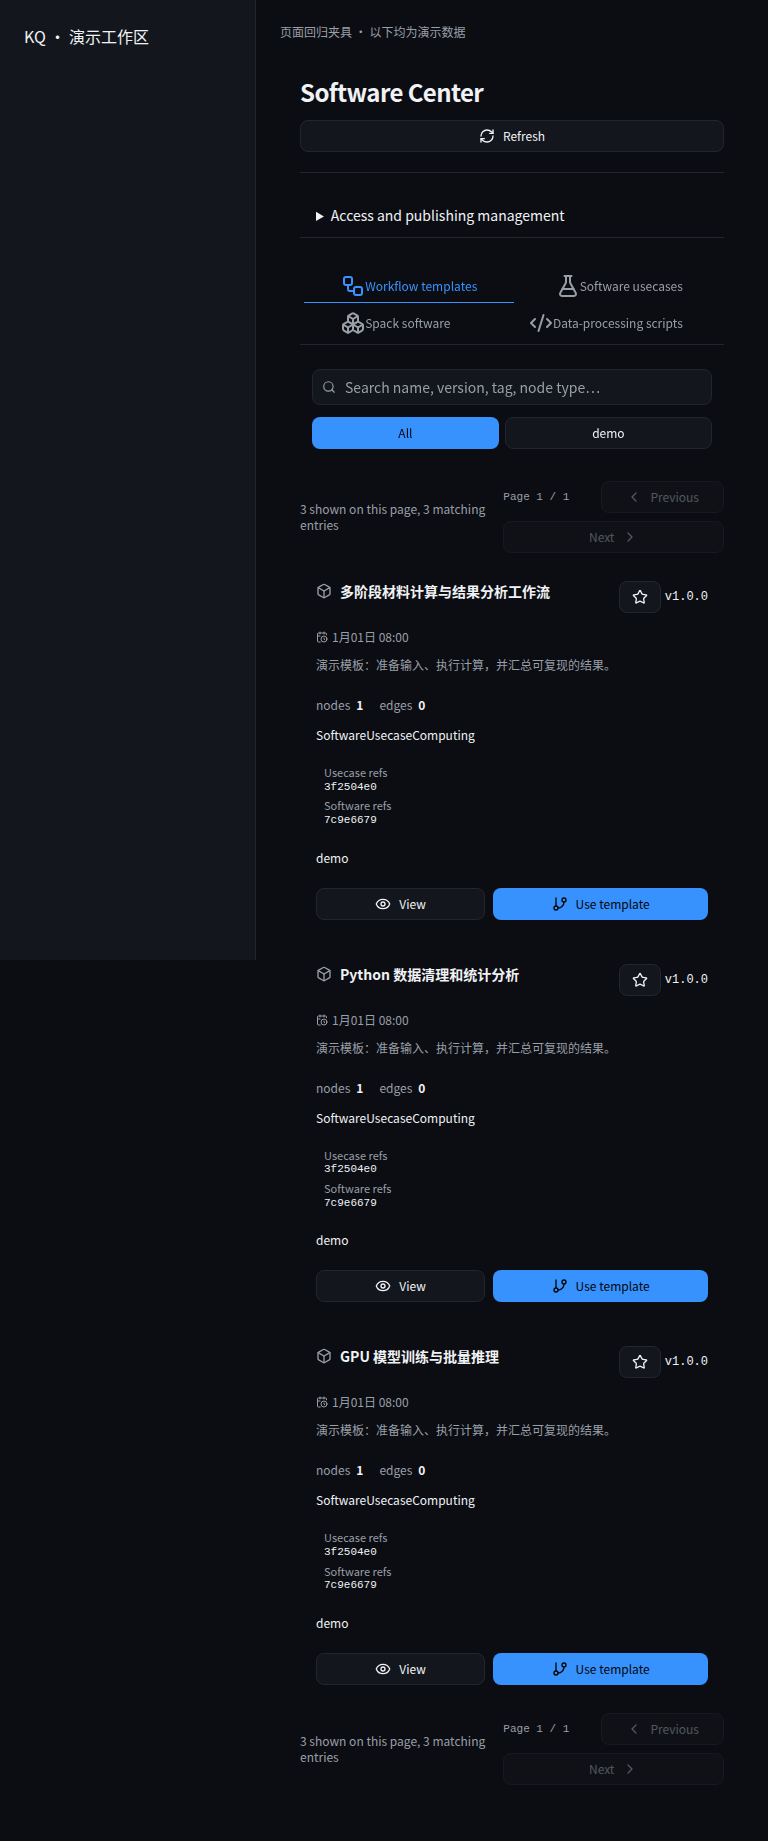 KQ · 演示工作区
页面回归夹具 · 以下均为演示数据
Software Center
Refresh
Access and publishing management
Workflow templates
Software usecases
Spack software
Data-processing scripts
Search name, version, tag, node type…
All
demo
3 shown on this page, 3 matching
entries
Page 1 / 1
Previous
Next
多阶段材料计算与结果分析工作流
v1.0.0
1月01日 08:00
演示模板：准备输入、执行计算，并汇总可复现的结果。
nodes 1 edges 0
SoftwareUsecaseComputing
Usecase refs
3f2504e0
Software refs
7c9e6679
demo
View
Use template
Python 数据清理和统计分析
v1.0.0
1月01日 08:00
演示模板：准备输入、执行计算，并汇总可复现的结果。
nodes 1 edges 0
SoftwareUsecaseComputing
Usecase refs
3f2504e0
Software refs
7c9e6679
demo
View
Use template
GPU 模型训练与批量推理
v1.0.0
1月01日 08:00
演示模板：准备输入、执行计算，并汇总可复现的结果。
nodes 1 edges 0
SoftwareUsecaseComputing
Usecase refs
3f2504e0
Software refs
7c9e6679
demo
View
Use template
3 shown on this page, 3 matching
entries
Page 1 / 1
Previous
Next